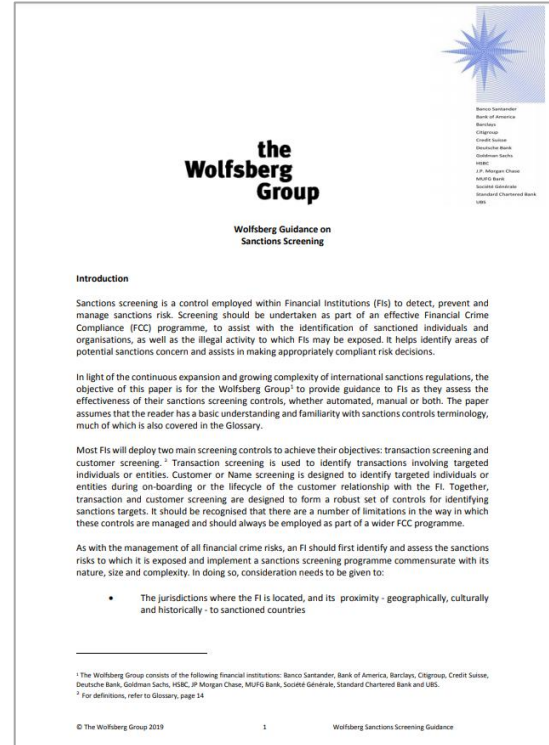 Banco Santander
Bank of America
Barclays
Citigroup
Credit Suisse
Deutsche Bank
Goldman Sachs
HSBC
J.P. Morgan Chase
MUFG Bank
Société Générale
Standard Chartered Bank
UBS
the
Wolfsberg
Group
Wolfsberg Guidance on
Sanctions Screening
Introduction
Sanctions screening is a control employed within Financial Institutions (FIs) to detect, prevent and
manage sanctions risk. Screening should be undertaken as part of an effective Financial Crime
Compliance (FCC) programme, to assist with the identification of sanctioned individuals and
organisations, as well as the illegal activity to which FIs may be exposed. It helps identify areas of
potential sanctions concern and assists in making appropriately compliant risk decisions.
In light of the continuous expansion and growing complexity of international sanctions regulations, the
objective of this paper is for the Wolfsberg Group¹ to provide guidance to FIs as they assess the
effectiveness of their sanctions screening controls, whether automated, manual or both. The paper
assumes that the reader has a basic understanding and familiarity with sanctions controls terminology,
much of which is also covered in the Glossary.
Most FIs will deploy two main screening controls to achieve their objectives: transaction screening and
customer screening. ² Transaction screening is used to identify transactions involving targeted
individuals or entities. Customer or Name screening is designed to identify targeted individuals or
entities during on-boarding or the lifecycle of the customer relationship with the FI. Together,
transaction and customer screening are designed to form a robust set of controls for identifying
sanctions targets. It should be recognised that there are a number of limitations in the way in which
these controls are managed and should always be employed as part of a wider FCC programme.
As with the management of all financial crime risks, an FI should first identify and assess the sanctions
risks to which it is exposed and implement a sanctions screening programme commensurate with its
nature, size and complexity. In doing so, consideration needs to be given to:
• The jurisdictions where the FI is located, and its proximity - geographically, culturally
and historically - to sanctioned countries
¹ The Wolfsberg Group consists of the following financial institutions: Banco Santander, Bank of America, Barclays, Citigroup, Credit Suisse,
Deutsche Bank, Goldman Sachs, HSBC, JP Morgan Chase, MUFG Bank, Société Générale, Standard Chartered Bank and UBS.
² For definitions, refer to Glossary, page 14
© The Wolfsberg Group 2019 1 Wolfsberg Sanctions Screening Guidance